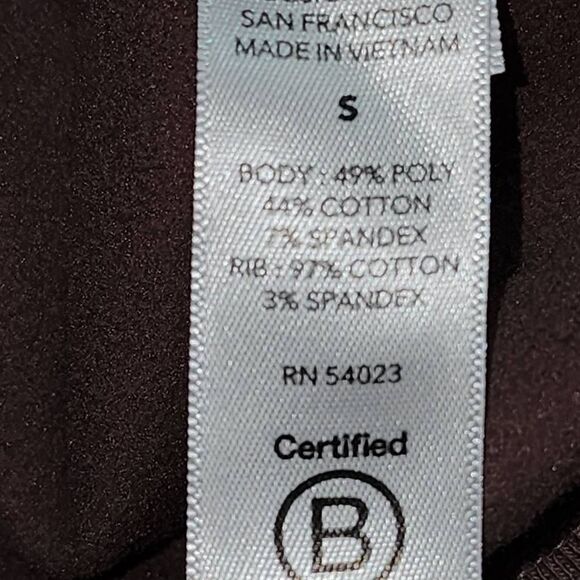 SAN FRANCISCO
MADE IN VIETNAM
S
BODY : 49% POLY
44% COTTON
7% SPANDEX
RIB : 97% COTTON
3% SPANDEX
RN 54023
Certified
B